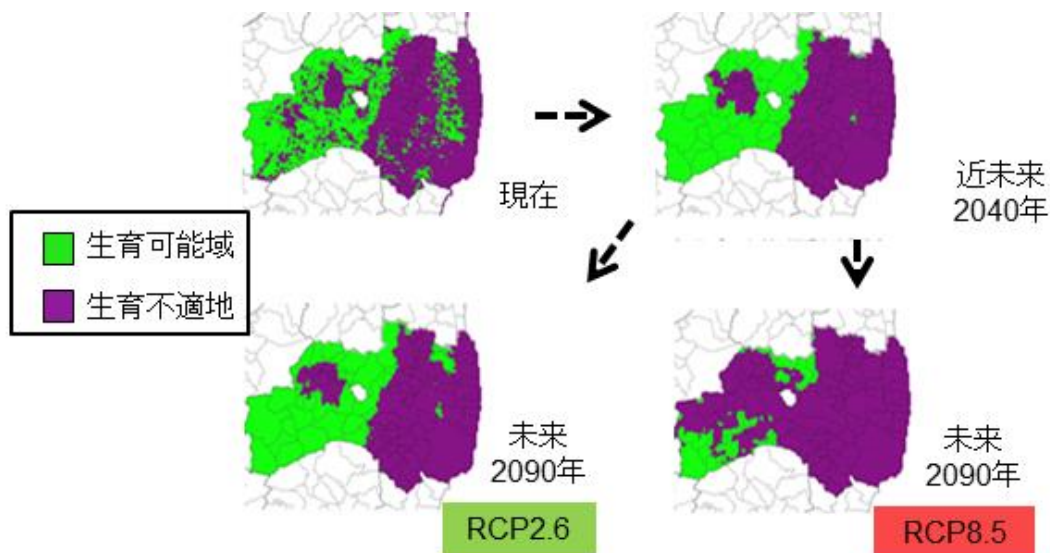 現在
近未来
2040年
生育可能域
生育不適地
未来
2090年
RCP2.6
未来
2090年
RCP8.5